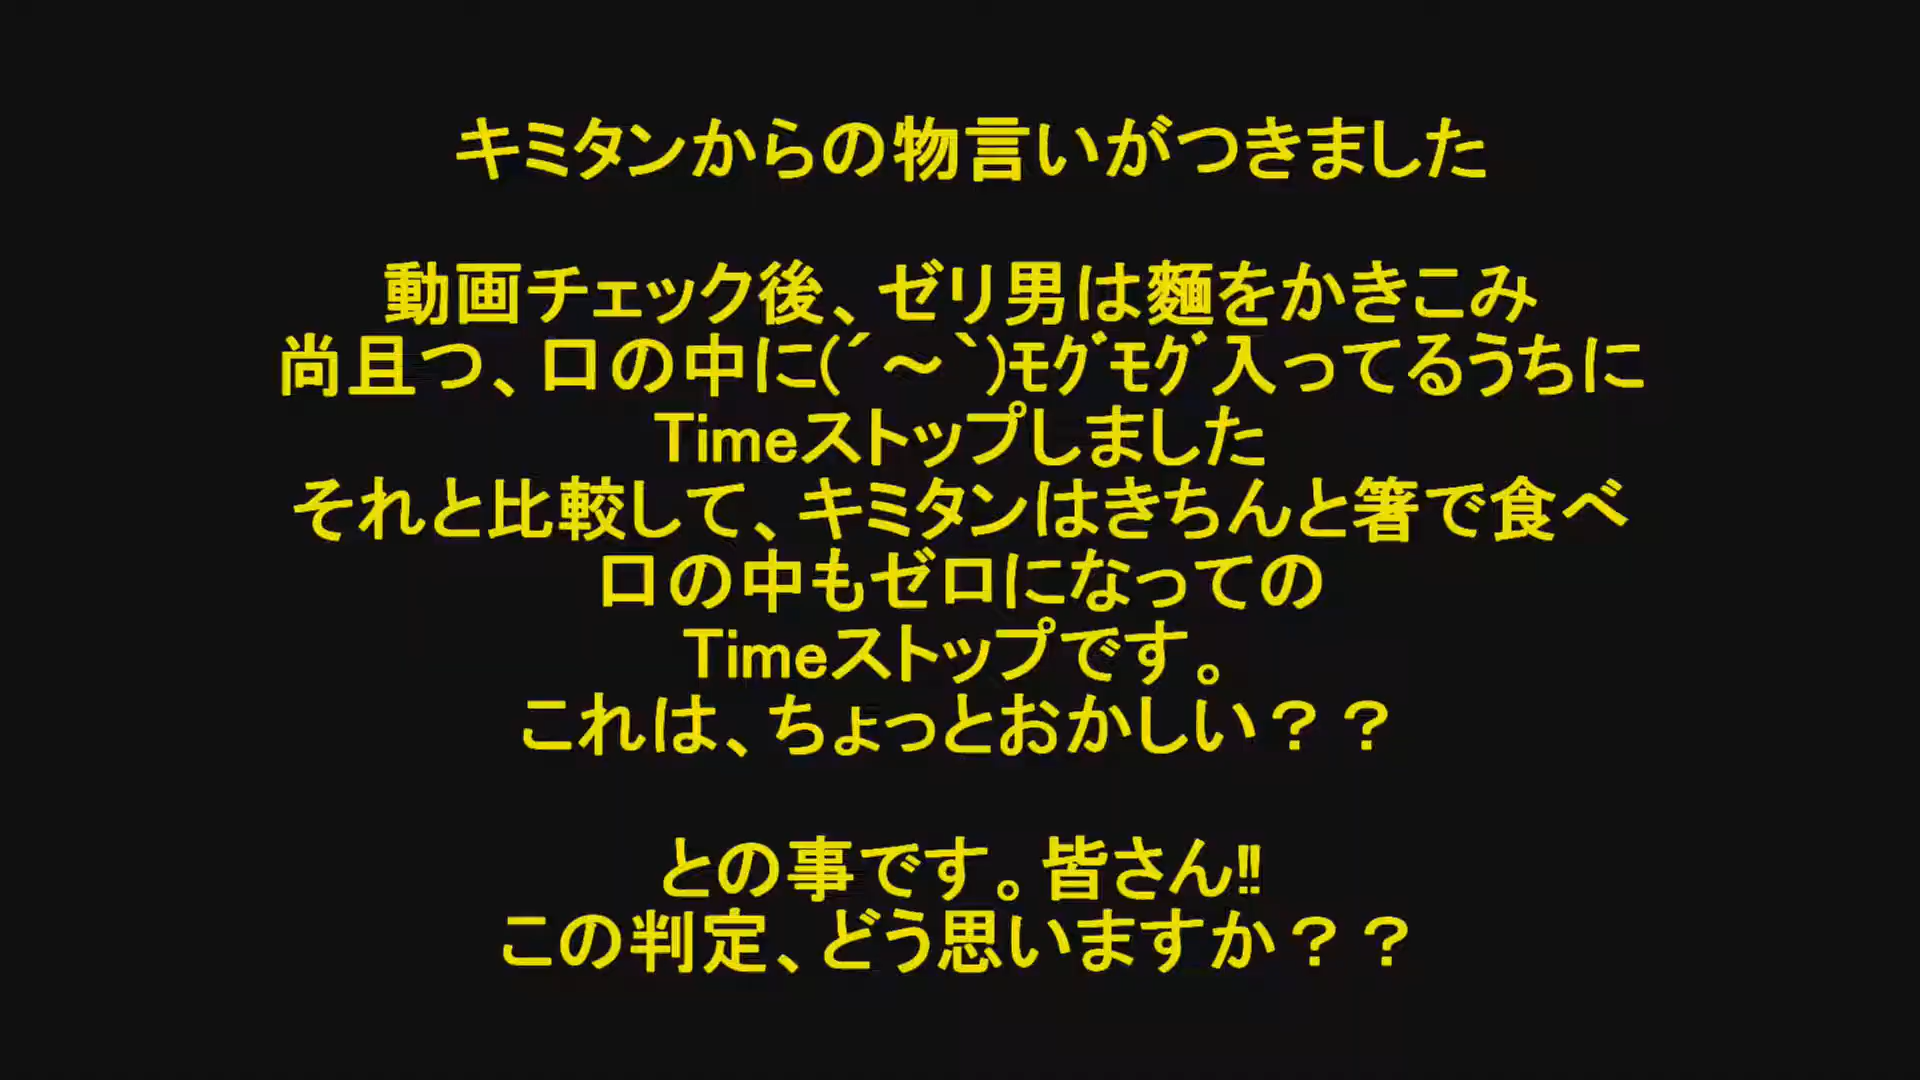 キミタンからの物言いがつきました
動画チェック後、ゼリ男は麵をかきこみ
尚且つ、口の中に(´～`)ﾓｸﾞﾓｸﾞ入ってるうちに
Timeストップしました
それと比較して、キミタンはきちんと箸で食べ
口の中もゼロになっての
Timeストップです。
これは、ちょっとおかしい？？
との事です。皆さん‼
この判定、どう思いますか？？